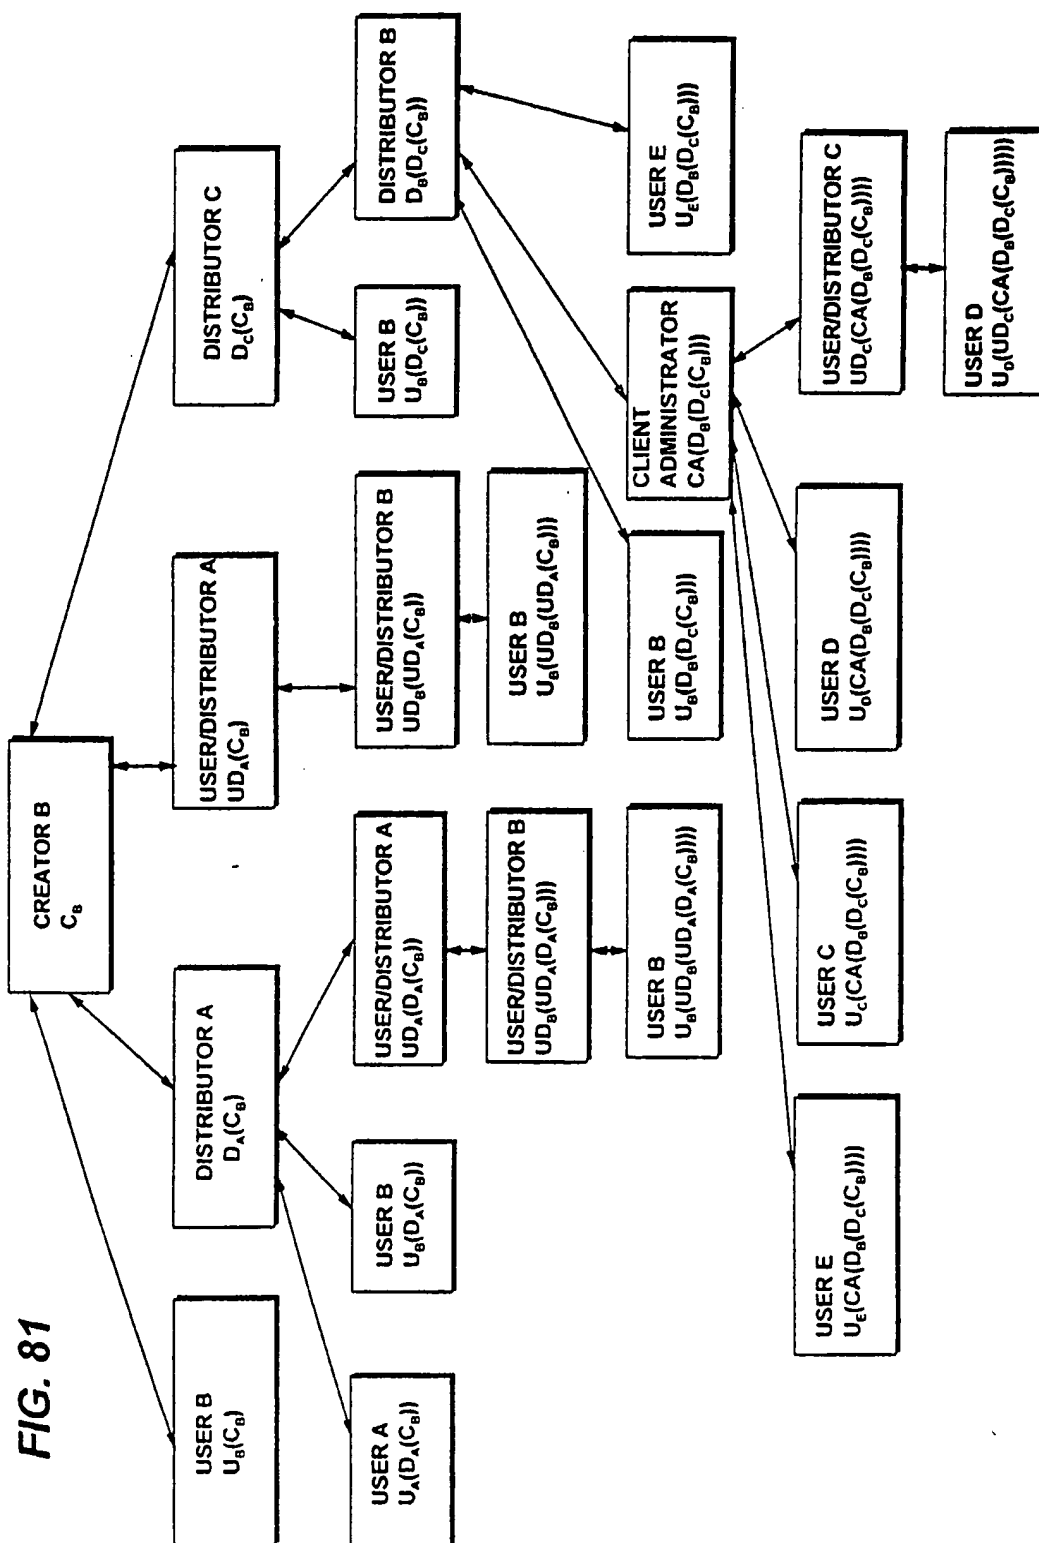 FIG. 81
CREATOR B
C_B
USER B
U_B(C_B)
DISTRIBUTOR A
D_A(C_B)
USER/DISTRIBUTOR A
UD_A(C_B)
DISTRIBUTOR C
D_C(C_B)
USER A
U_A(D_A(C_B))
USER B
U_B(D_A(C_B))
USER/DISTRIBUTOR A
UD_A(D_A(C_B))
USER/DISTRIBUTOR B
UD_B(UD_A(C_B))
USER B
U_B(D_C(C_B))
DISTRIBUTOR B
D_B(D_C(C_B))
USER/DISTRIBUTOR B
UD_B(UD_A(D_A(C_B)))
USER B
U_B(UD_B(UD_A(C_B)))
USER B
U_B(UD_B(UD_A(D_A(C_B))))
USER B
U_B(D_B(D_C(C_B)))
CLIENT
ADMINISTRATOR
CA(D_B(D_C(C_B)))
USER E
U_E(D_B(D_C(C_B)))
USER E
U_E(CA(D_B(D_C(C_B))))
USER C
U_C(CA(D_B(D_C(C_B))))
USER D
U_D(CA(D_B(D_C(C_B))))
USER/DISTRIBUTOR C
UD_C(CA(D_B(D_C(C_B))))
USER D
U_D(UD_C(CA(D_B(D_C(C_B)))))